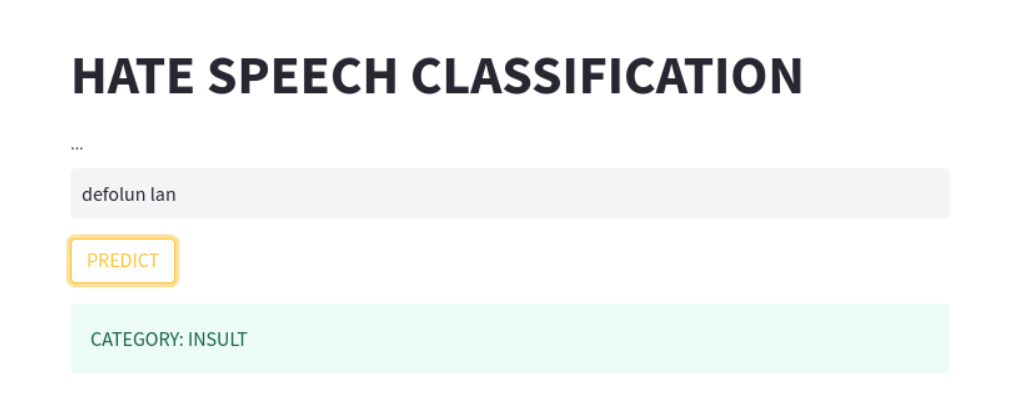 HATE SPEECH CLASSIFICATION
...
defolun lan
PREDICT
CATEGORY: INSULT